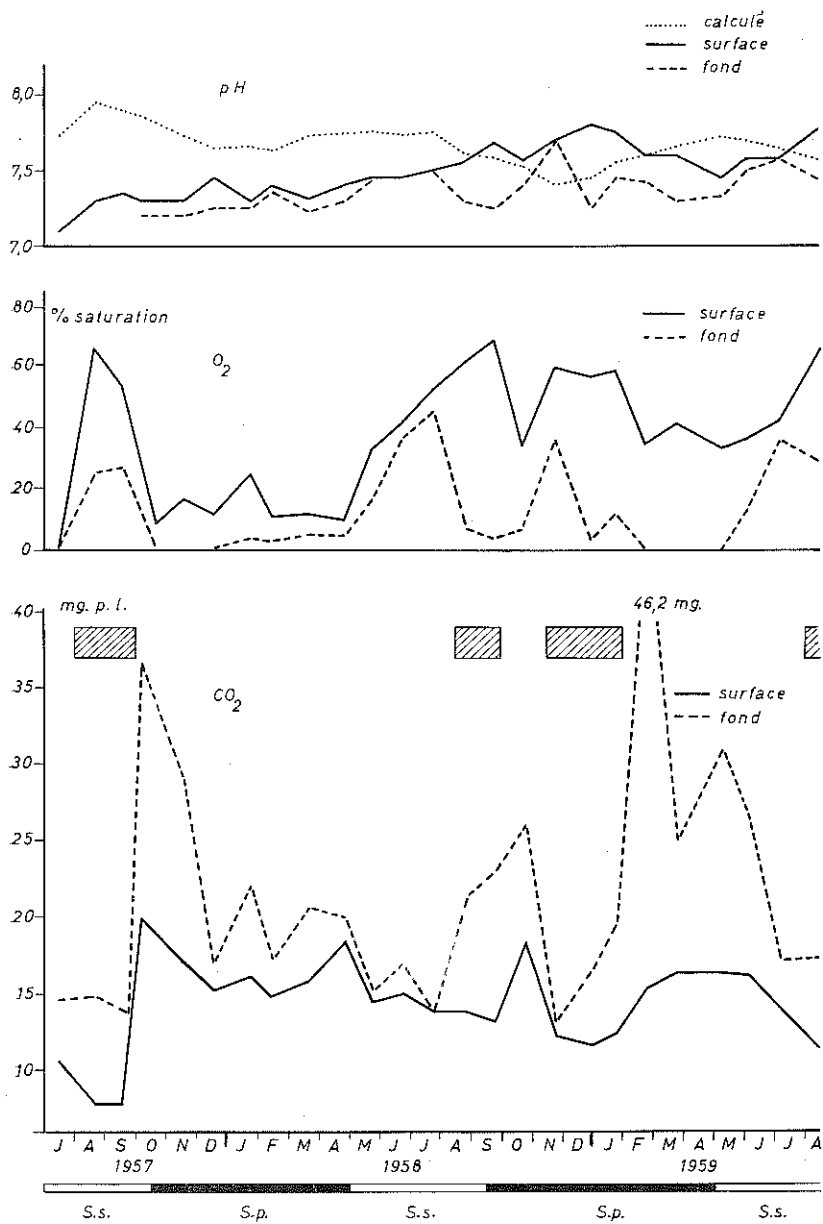 calculé
surface
fond
8,0
pH
7,5
7,0
80
% saturation
surface
fond
O2
60
40
20
0
40
mg. p. l.
46,2 mg.
35
CO2
surface
fond
30
25
20
15
10
J A S O N D J F M A M J J A S O N D J F M A M J J A
1957 1958 1959
S.s. S.p. S.s. S.p. S.s.